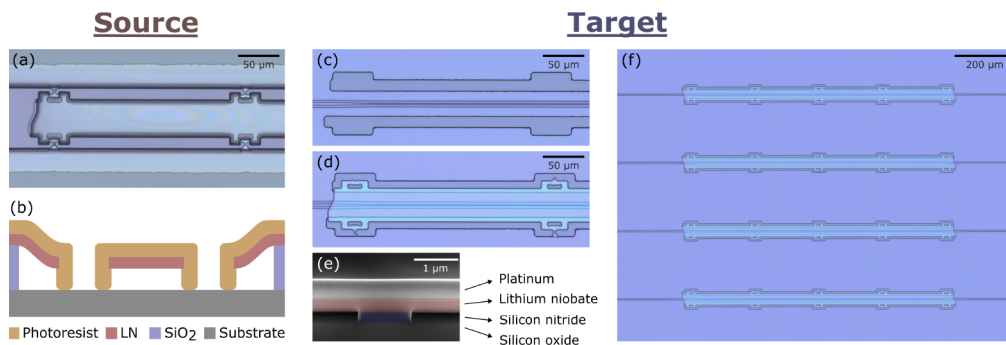 Source
Target
(a)
50 µm
(b)
Photoresist LN SiO2 Substrate
(c)
50 µm
(d)
50 µm
(e)
1 µm
Platinum
Lithium niobate
Silicon nitride
Silicon oxide
(f)
200 µm